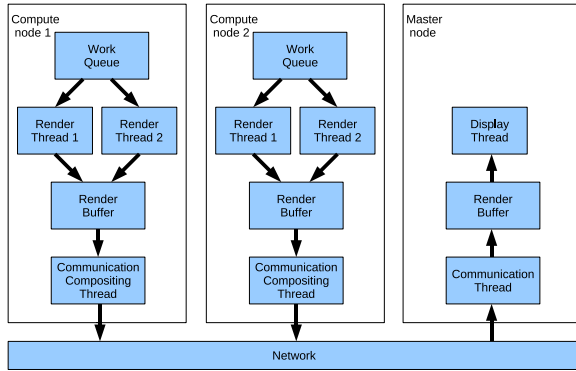 Compute
node 1
Work
Queue
Render
Thread 1
Render
Thread 2
Render
Buffer
Communication
Compositing
Thread
Compute
node 2
Work
Queue
Render
Thread 1
Render
Thread 2
Render
Buffer
Communication
Compositing
Thread
Master
node
Display
Thread
Render
Buffer
Communication
Thread
Network